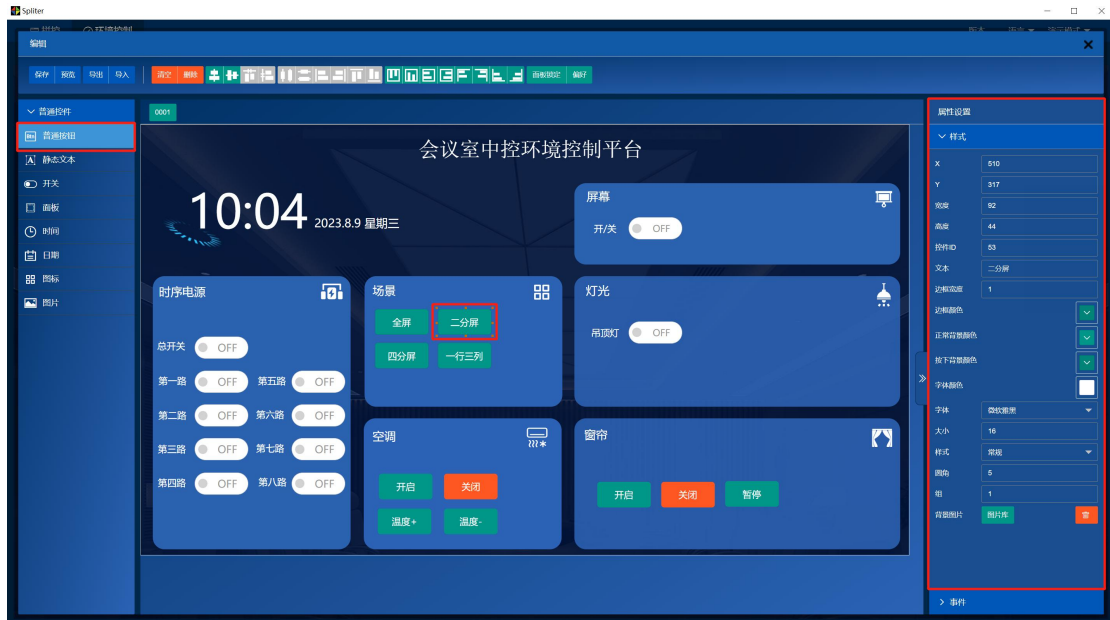 Spliter
环境控制
编辑
保存 预览 导出 导入 清空 删除 面板锁定 偏好
普通控件
普通按钮
静态文本
开关
面板
时间
日期
图标
图片
0001
会议室中控环境控制平台
10:04 2023.8.9 星期三
屏幕
开/关 OFF
时序电源
总开关 OFF
第一路 OFF 第五路 OFF
第二路 OFF 第六路 OFF
第三路 OFF 第七路 OFF
第四路 OFF 第八路 OFF
场景
全屏 二分屏
四分屏 一行三列
灯光
吊顶灯 OFF
空调
开启 关闭
温度+ 温度-
窗帘
开启 关闭 暂停
属性设置
样式
X 510
Y 317
宽度 92
高度 44
控件ID 53
文本 二分屏
边框宽度 1
边框颜色
正常背景颜色
按下背景颜色
字体颜色
字体 微软雅黑
大小 16
样式 常规
圆角 5
组 1
背景图片 图片库
事件